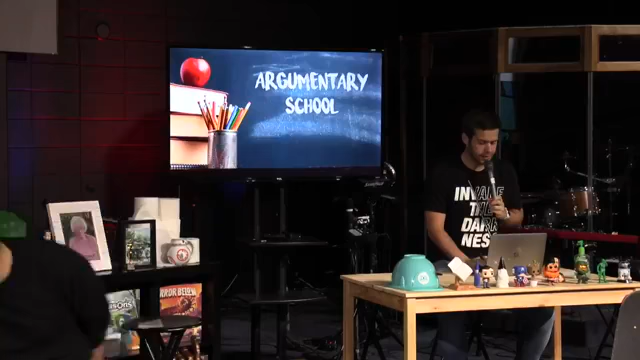 ARGUMENTARY
SCHOOL
INVADE
THE
DARK
NESS